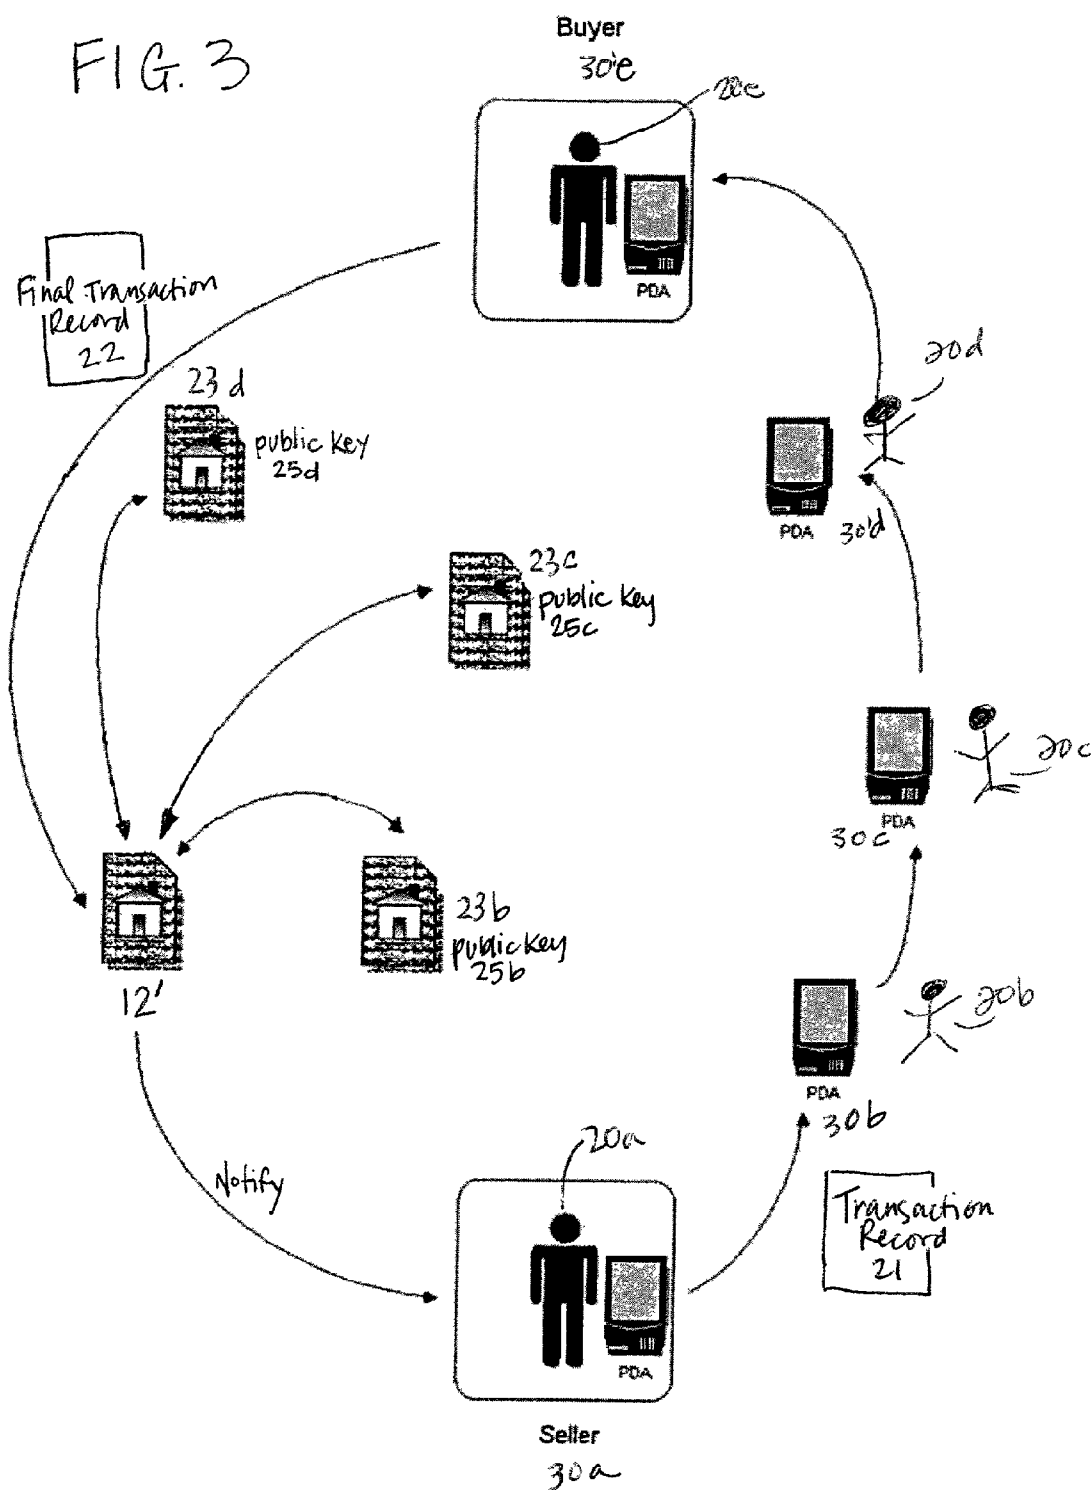 FIG. 3
Buyer
30'e
20e
PDA
Final Transaction
Record
22
23d
public key
25d
20d
PDA
30'd
23c
public key
25c
20c
PDA
30c
12'
23b
public key
25b
20b
PDA
30b
Notify
20a
Transaction
Record
21
PDA
Seller
30a